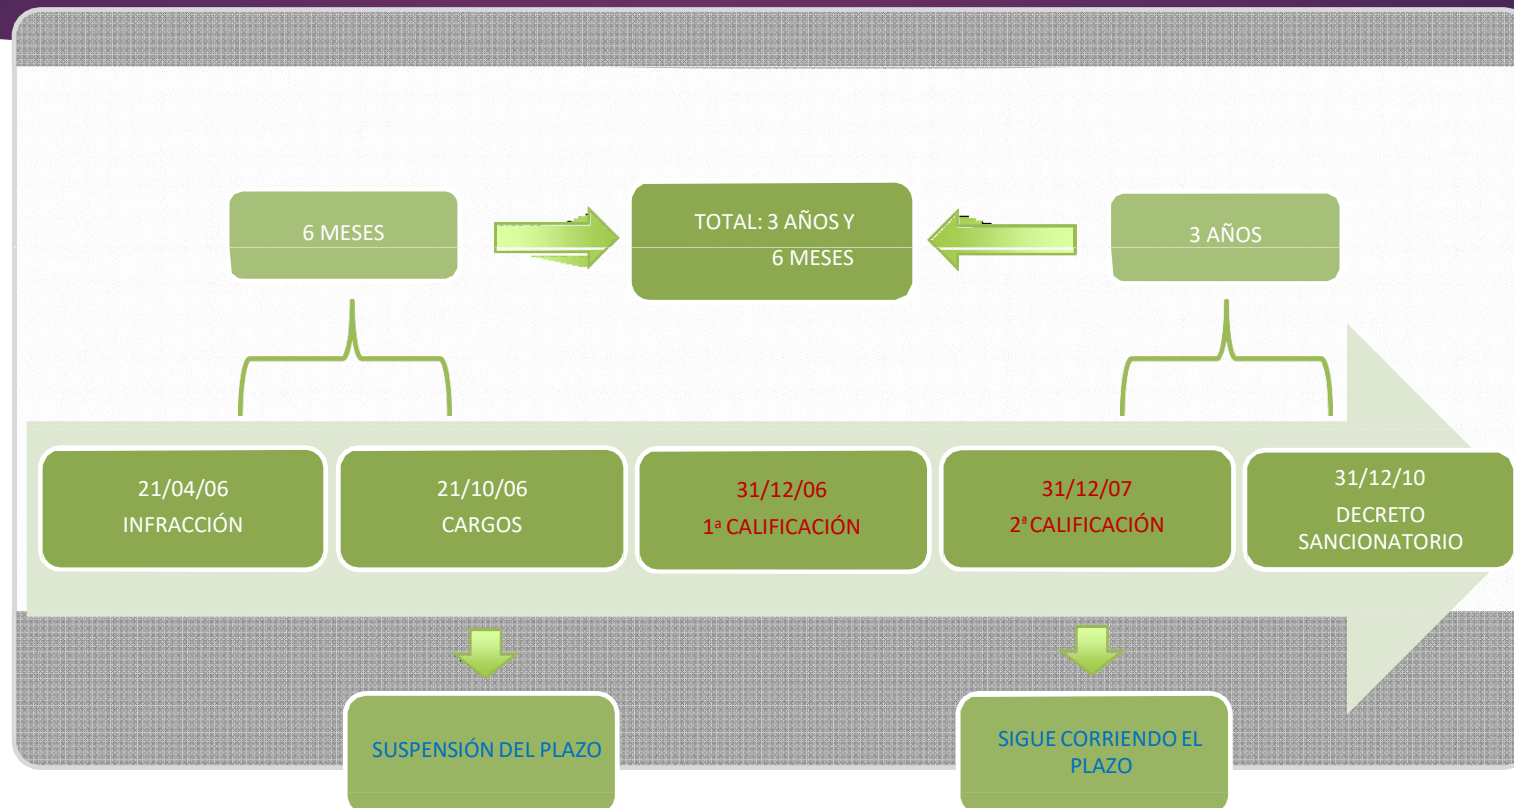 6 MESES
TOTAL: 3 AÑOS Y
6 MESES
3 AÑOS
21/04/06
INFRACCIÓN
21/10/06
CARGOS
31/12/06
1ª CALIFICACIÓN
31/12/07
2ª CALIFICACIÓN
31/12/10
DECRETO
SANCIONATORIO
SUSPENSIÓN DEL PLAZO
SIGUE CORRIENDO EL
PLAZO